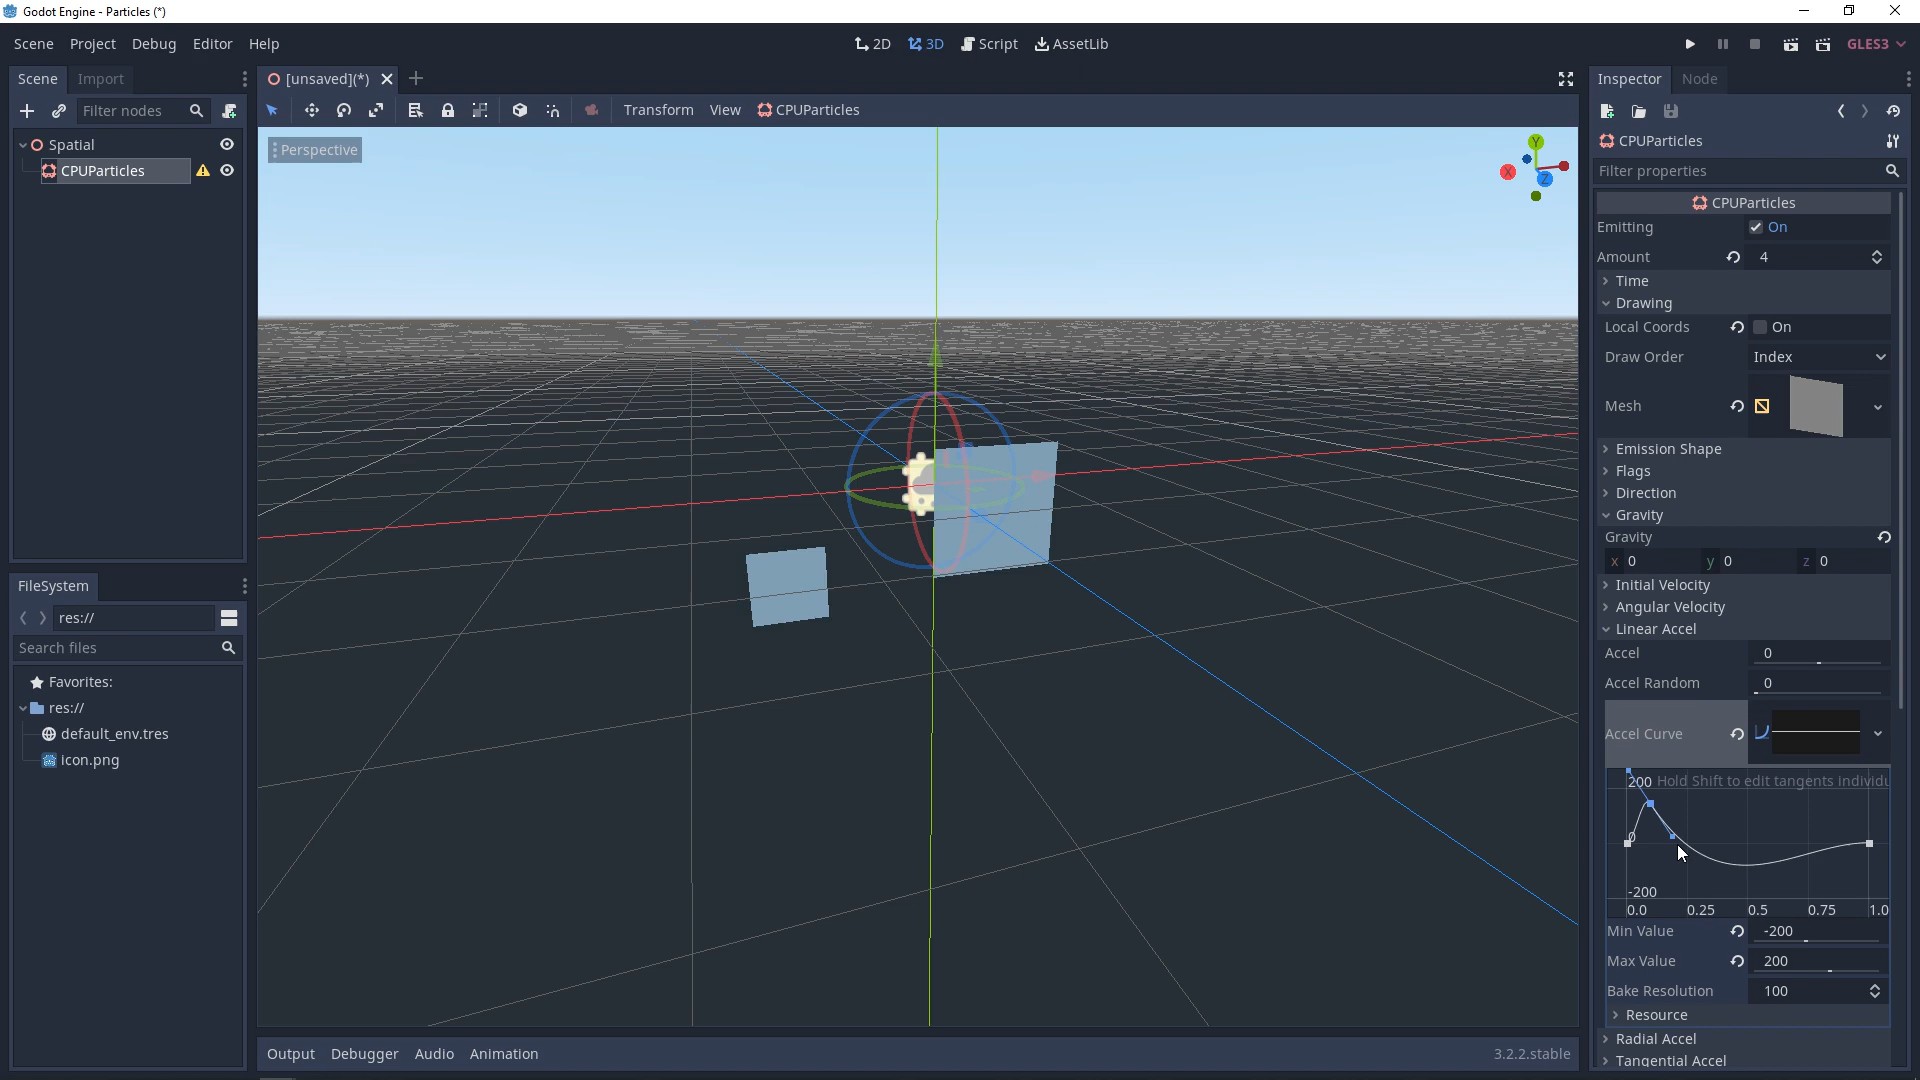 Godot Engine - Particles (*)
Scene Project Debug Editor Help
2D 3D Script AssetLib
GLES3
Scene Import
[unsaved](*)
Inspector Node
Filter nodes
Transform View CPUParticles
Spatial
CPUParticles
Perspective
Y
X
Z
CPUParticles
Filter properties
CPUParticles
Emitting On
Amount 4
Time
Drawing
Local Coords On
Draw Order Index
Mesh
Emission Shape
Flags
Direction
Gravity
Gravity
x 0 y 0 z 0
Initial Velocity
Angular Velocity
Linear Accel
Accel 0
Accel Random 0
Accel Curve
200 Hold Shift to edit tangents individu
0
-200
0.0 0.25 0.5 0.75 1.0
Min Value -200
Max Value 200
Bake Resolution 100
Resource
Radial Accel
Tangential Accel
FileSystem
res://
Search files
Favorites:
res://
default_env.tres
icon.png
Output Debugger Audio Animation
3.2.2.stable